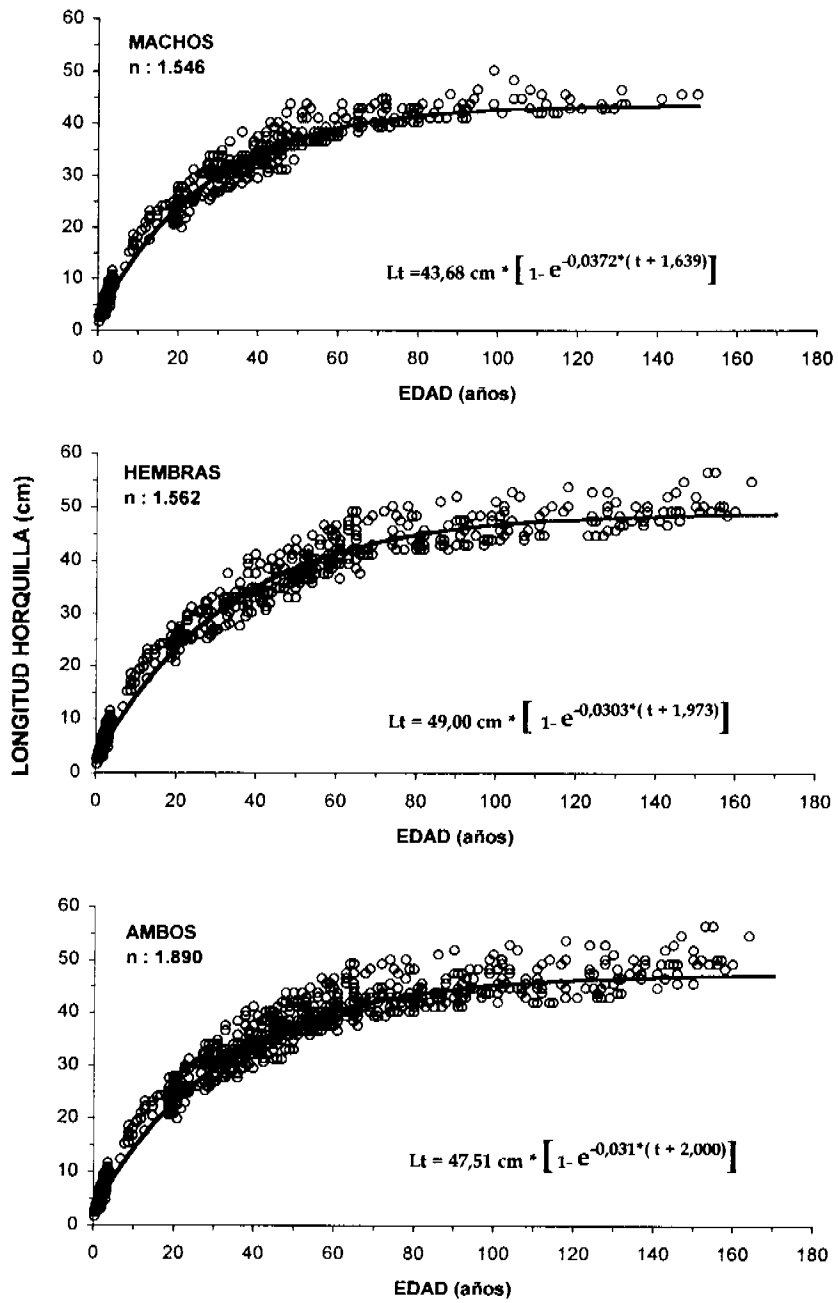 MACHOS
n : 1.546
60
50
40
30
20
10
0
Lt =43,68 cm * [ 1- e-0,0372*( t + 1,639)]
0 20 40 60 80 100 120 140 160 180
EDAD (años)
LONGITUD HORQUILLA (cm)
HEMBRAS
n : 1.562
60
50
40
30
20
10
0
Lt = 49,00 cm * [ 1- e-0,0303*( t + 1,973)]
0 20 40 60 80 100 120 140 160 180
EDAD (años)
AMBOS
n : 1.890
60
50
40
30
20
10
0
Lt = 47,51 cm * [ 1- e-0,031*( t + 2,000)]
0 20 40 60 80 100 120 140 160 180
EDAD (años)